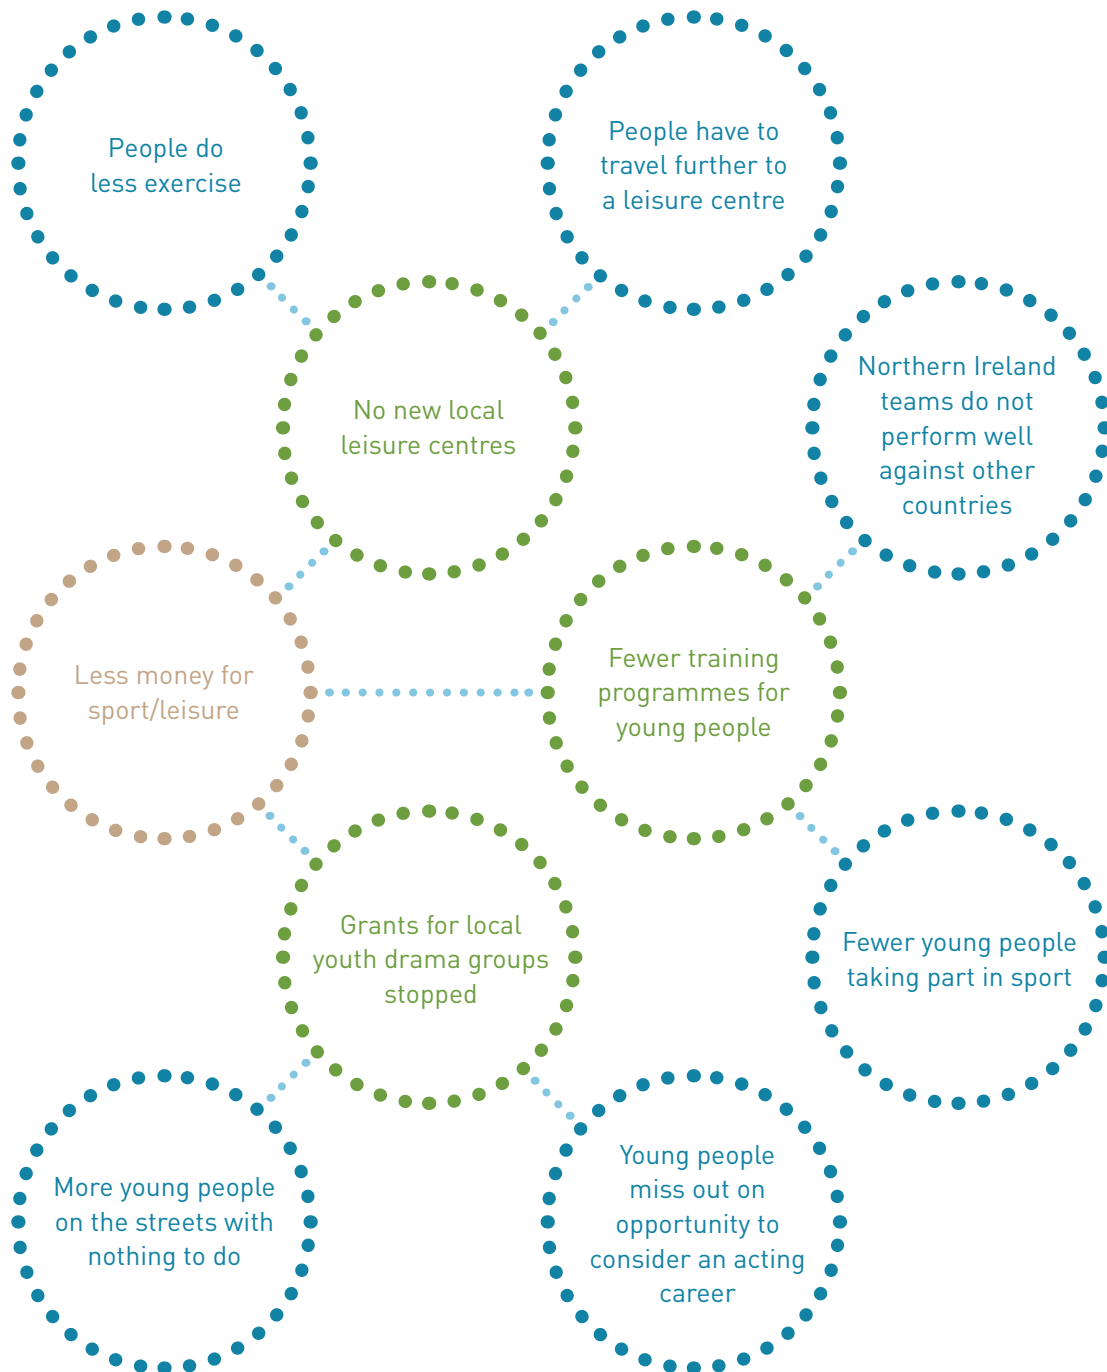 People do
less exercise
People have to
travel further to
a leisure centre
No new local
leisure centres
Northern Ireland
teams do not
perform well
against other
countries
Less money for
sport/leisure
Fewer training
programmes for
young people
Grants for local
youth drama groups
stopped
Fewer young people
taking part in sport
More young people
on the streets with
nothing to do
Young people
miss out on
opportunity to
consider an acting
career